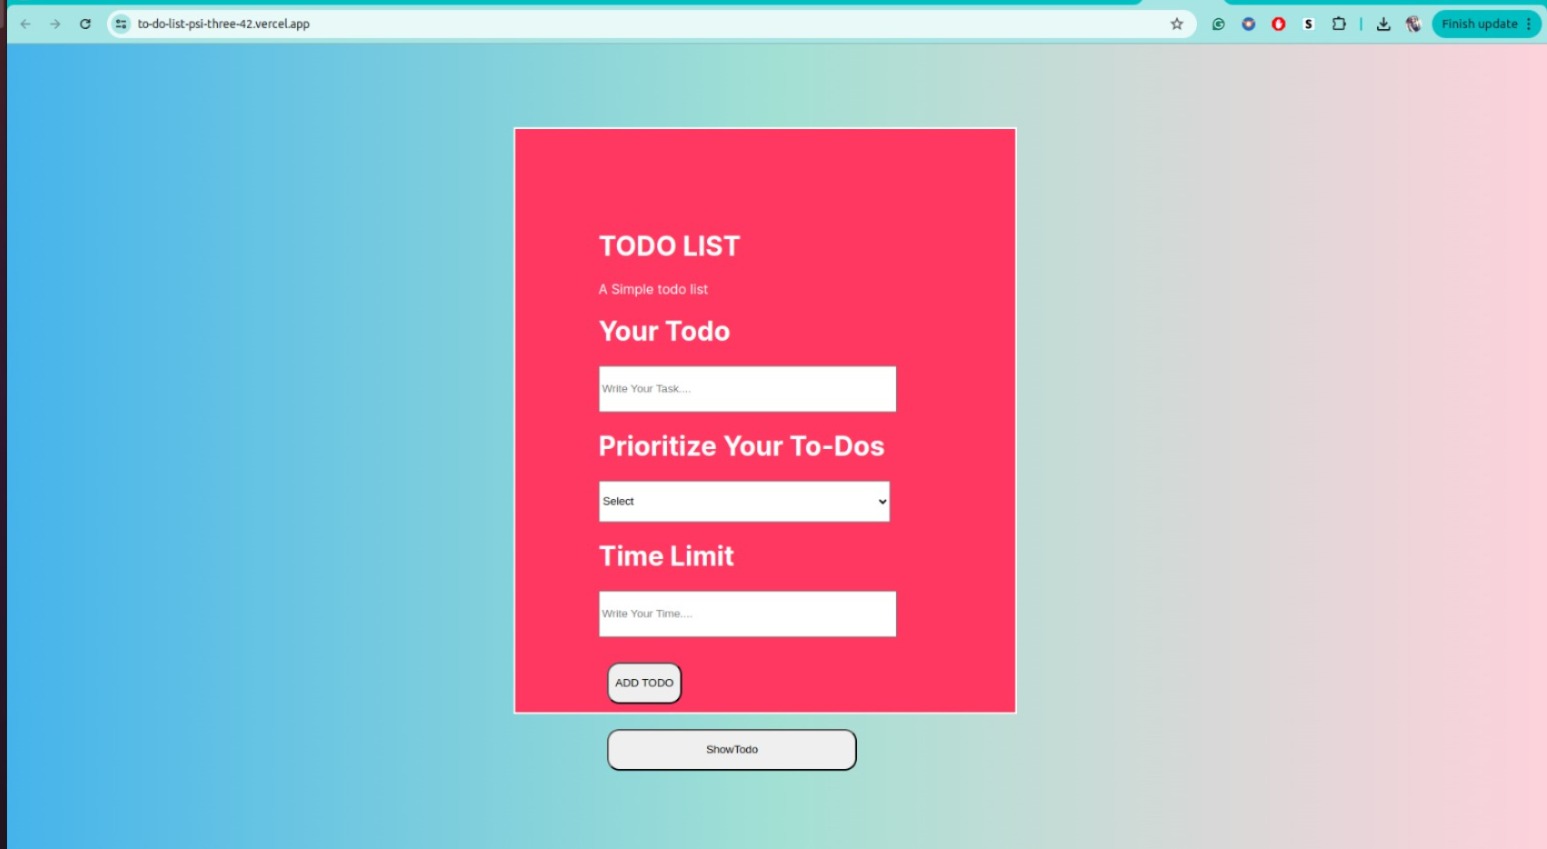 to-do-list-psi-three-42.vercel.app
S
Finish update
TODO LIST
A Simple todo list
Your Todo
Write Your Task....
Prioritize Your To-Dos
Select
Time Limit
Write Your Time....
ADD TODO
ShowTodo